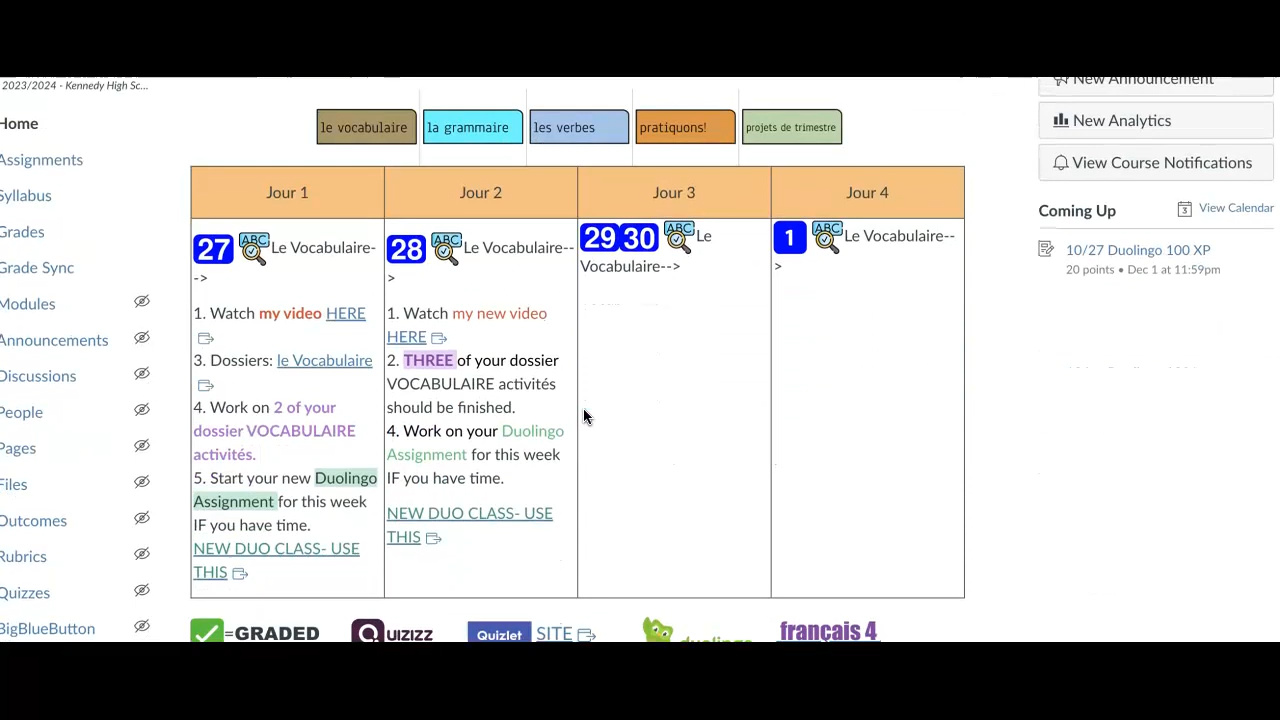 2023/2024 - Kennedy High Sc...
Home
Assignments
Syllabus
Grades
Grade Sync
Modules
Announcements
Discussions
People
Pages
Files
Outcomes
Rubrics
Quizzes
BigBlueButton
le vocabulaire
la grammaire
les verbes
pratiquons!
projets de trimestre
Jour 1
Jour 2
Jour 3
Jour 4
27 ABC Le Vocabulaire-
->
1. Watch my video HERE
3. Dossiers: le Vocabulaire
4. Work on 2 of your
dossier VOCABULAIRE
activités.
5. Start your new Duolingo
Assignment for this week
IF you have time.
NEW DUO CLASS- USE
THIS
28 ABC Le Vocabulaire--
>
1. Watch my new video
HERE
2. THREE of your dossier
VOCABULAIRE activités
should be finished.
4. Work on your Duolingo
Assignment for this week
IF you have time.
NEW DUO CLASS- USE
THIS
29 30 ABC Le
Vocabulaire-->
1 ABC Le Vocabulaire--
>
=GRADED
QUIZIZZ
Quizlet SITE
duolingo
français 4
New Announcement
New Analytics
View Course Notifications
Coming Up
3 View Calendar
10/27 Duolingo 100 XP
20 points • Dec 1 at 11:59pm